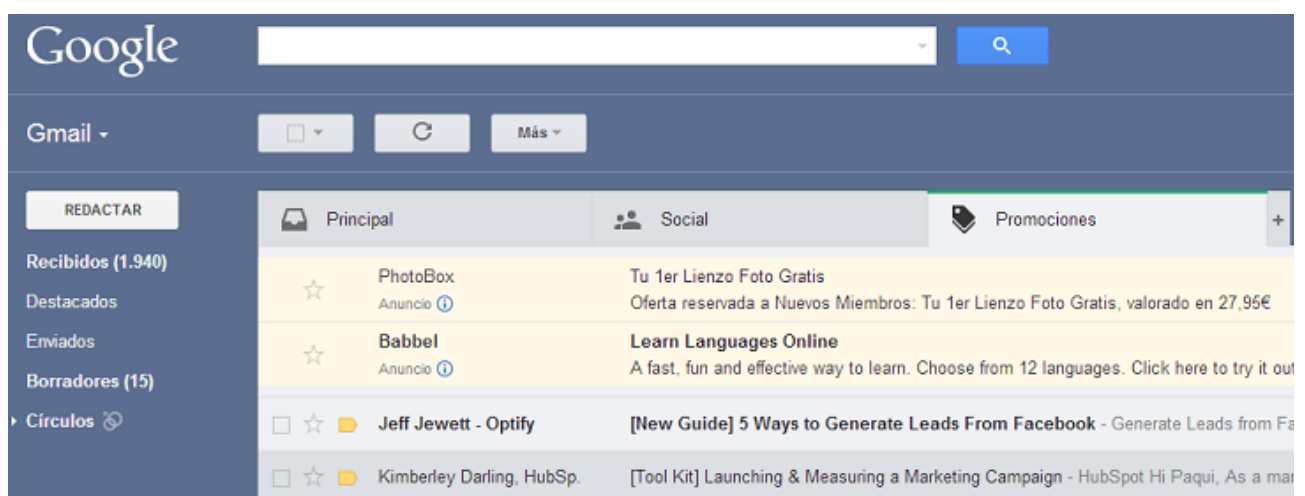 Google
Gmail
Más
REDACTAR
Principal
Social
Promociones
+
Recibidos (1.940)
Destacados
Enviados
Borradores (15)
Círculos
PhotoBox
Tu 1er Lienzo Foto Gratis
Anuncio
Oferta reservada a Nuevos Miembros: Tu 1er Lienzo Foto Gratis, valorado en 27,95€
Babbel
Learn Languages Online
Anuncio
A fast, fun and effective way to learn. Choose from 12 languages. Click here to try it out
Jeff Jewett - Optify
[New Guide] 5 Ways to Generate Leads From Facebook - Generate Leads from Fa
Kimberley Darling, HubSp.
[Tool Kit] Launching & Measuring a Marketing Campaign - HubSpot Hi Paqui, As a mar